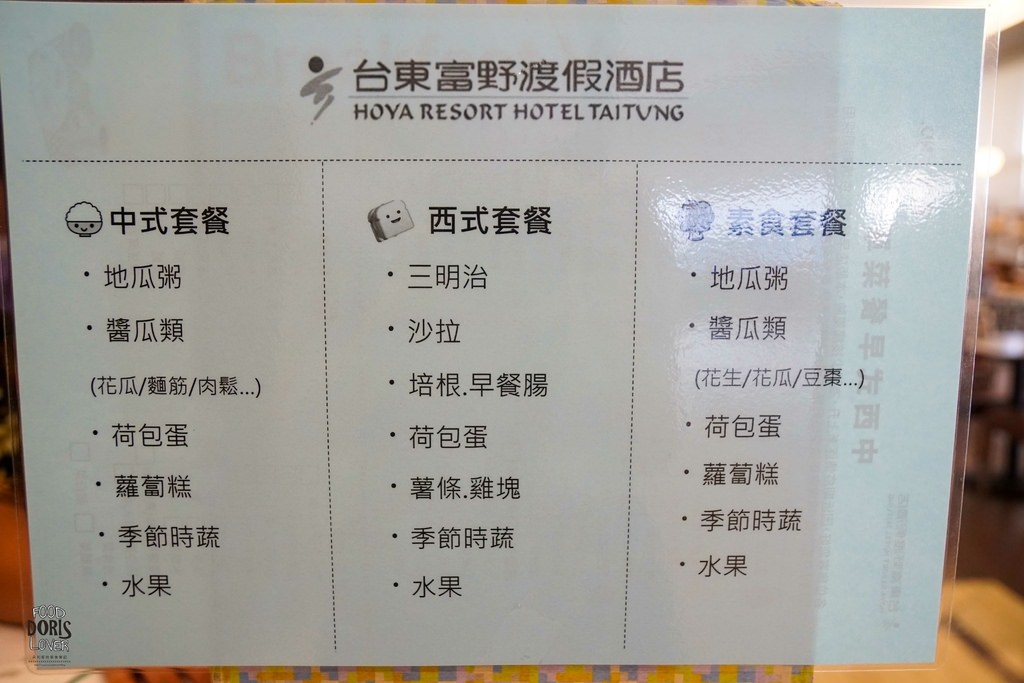 台東富野渡假酒店
HOYA RESORT HOTEL TAITUNG
中式套餐
・地瓜粥
・醬瓜類
(花瓜/麵筋/肉鬆...)
・荷包蛋
・蘿蔔糕
・季節時蔬
・水果
西式套餐
・三明治
・沙拉
・培根.早餐腸
・荷包蛋
・薯條.雞塊
・季節時蔬
・水果
素食套餐
・地瓜粥
・醬瓜類
(花生/花瓜/豆棗...)
・荷包蛋
・蘿蔔糕
・季節時蔬
・水果
FOOD
DORIS
LOVER